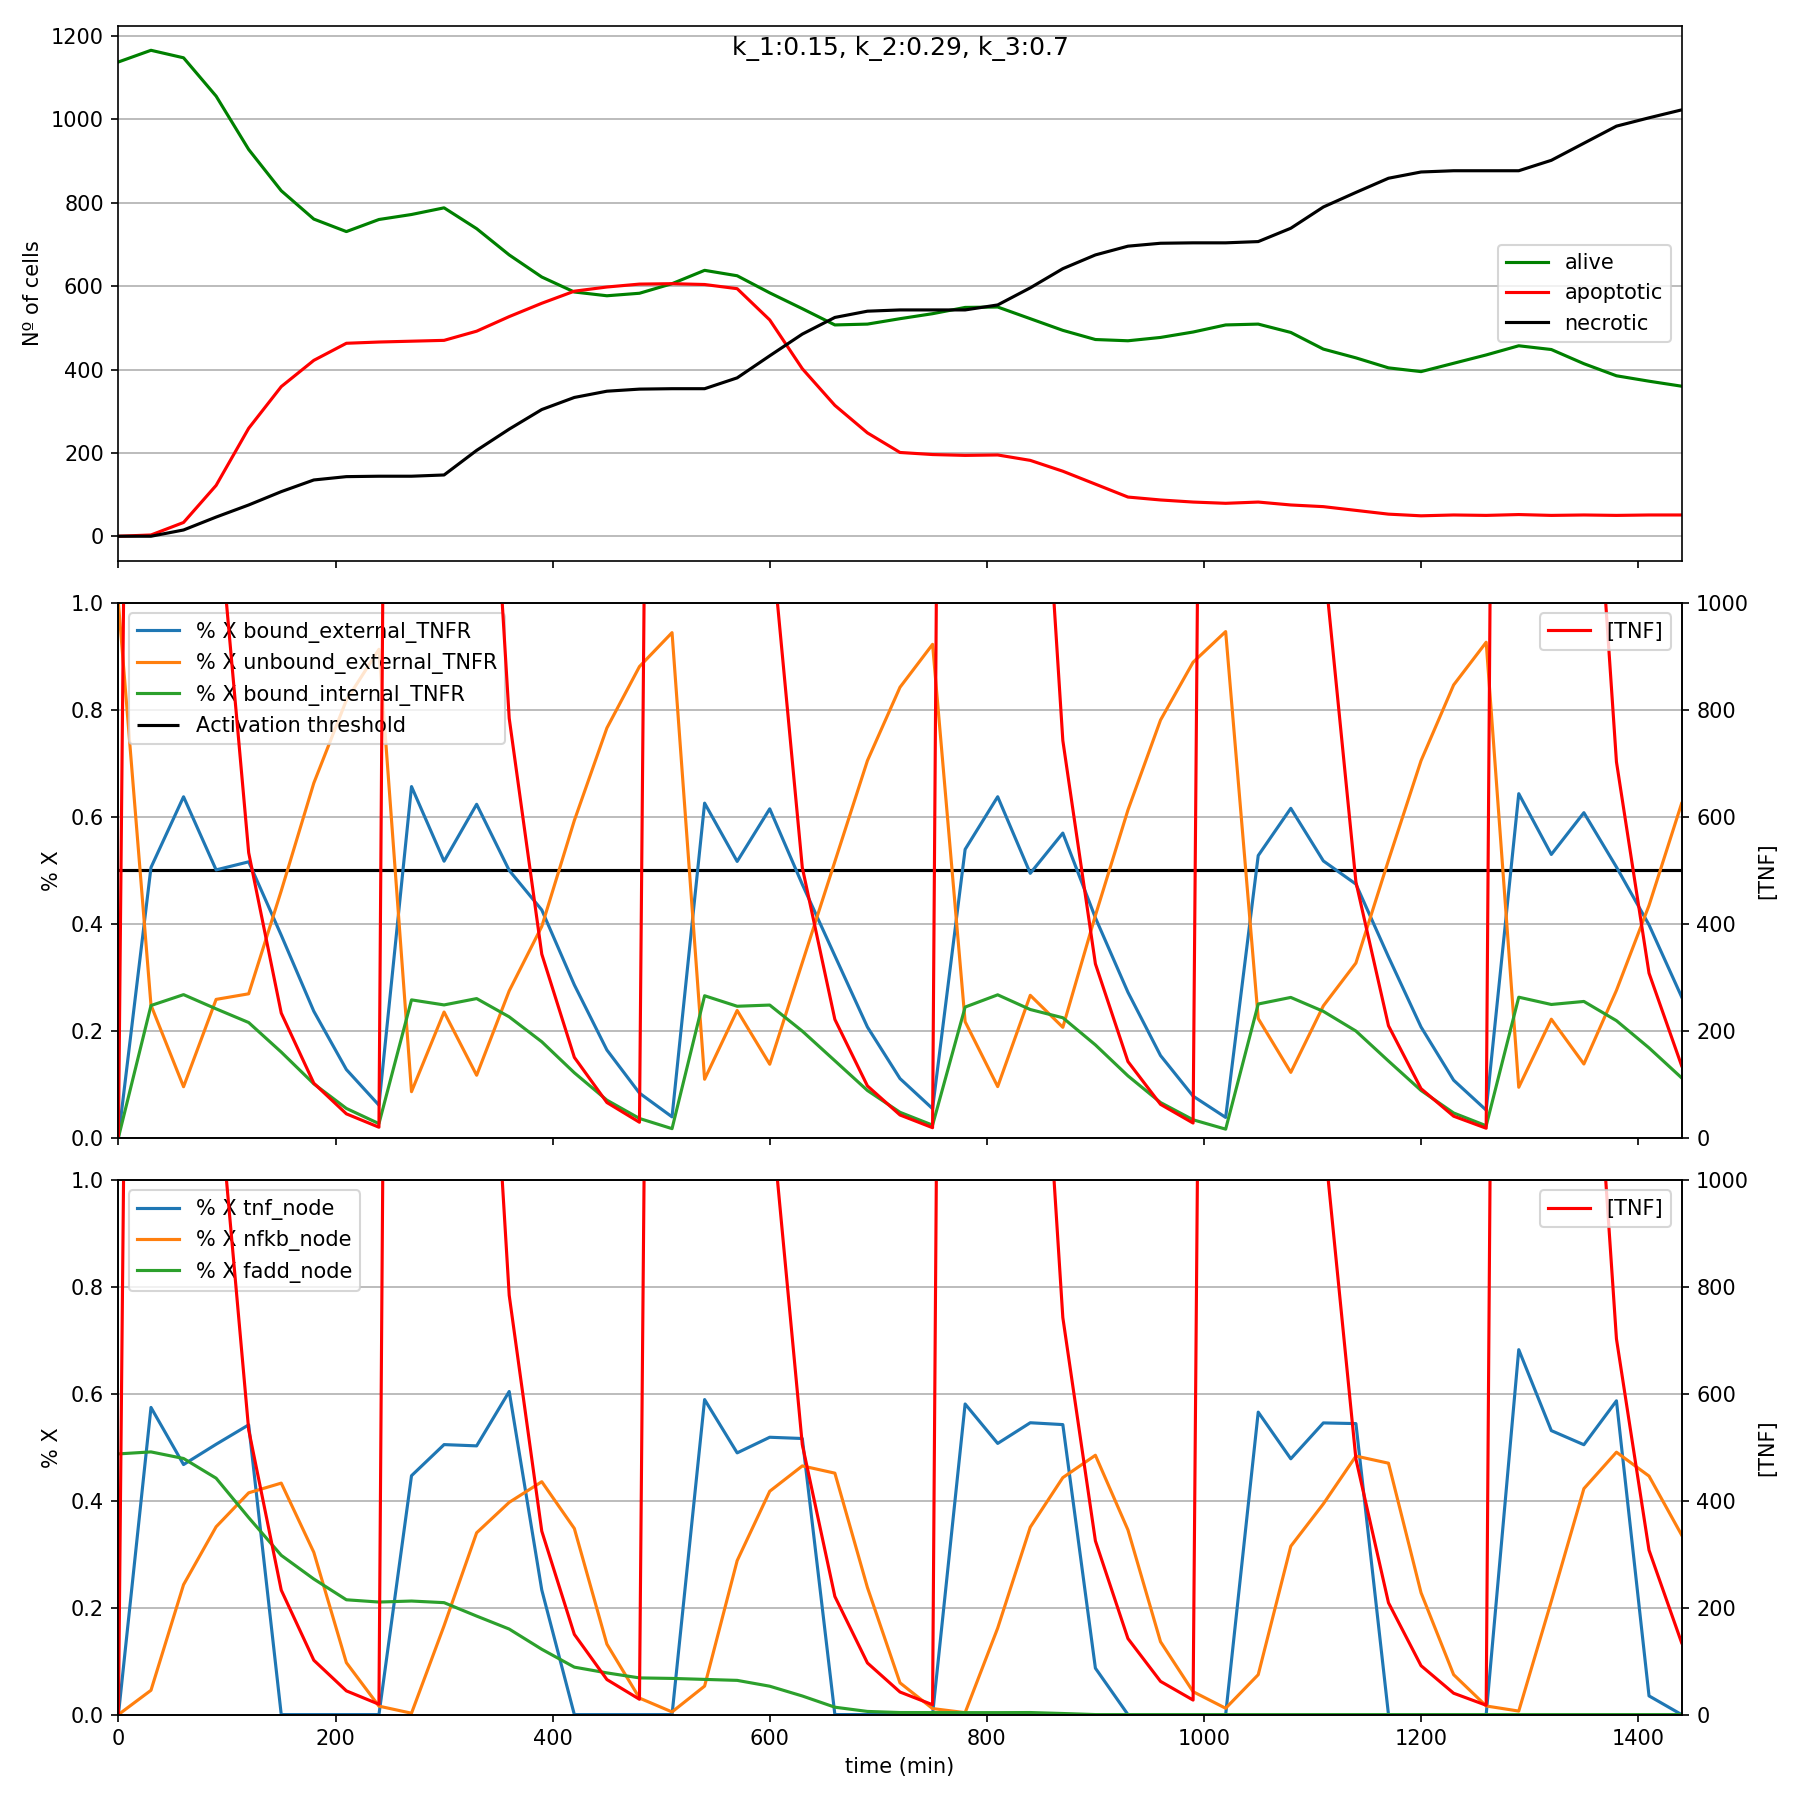 k_1:0.15, k_2:0.29, k_3:0.7
1200
1000
800
600
400
200
0
Nº of cells
alive
apoptotic
necrotic
1.0
0.8
0.6
0.4
0.2
0.0
% X
% X bound_external_TNFR
% X unbound_external_TNFR
% X bound_internal_TNFR
Activation threshold
[TNF]
1000
800
600
400
200
0
[TNF]
1.0
0.8
0.6
0.4
0.2
0.0
% X
% X tnf_node
% X nfkb_node
% X fadd_node
[TNF]
1000
800
600
400
200
0
[TNF]
0 200 400 600 800 1000 1200 1400
time (min)